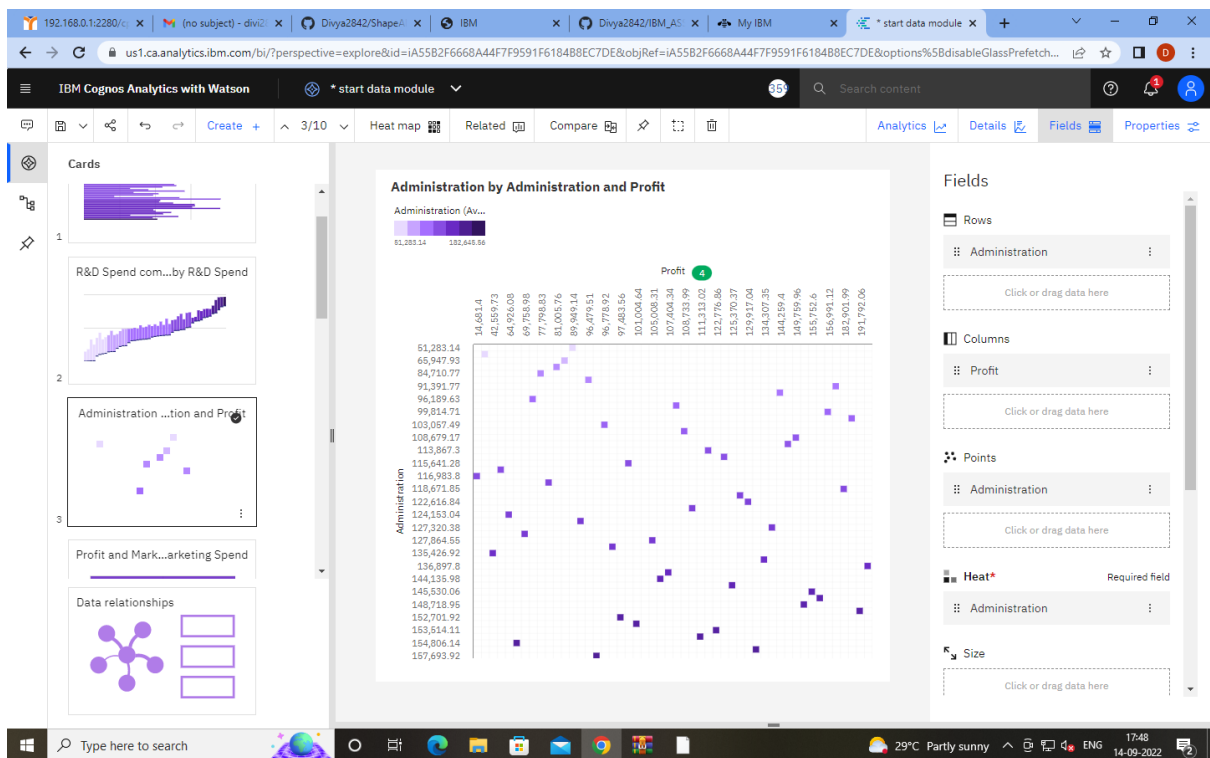 192.168.0.1:2280/cp
(no subject) - divi28
Divya2842/ShapeAI
IBM
Divya2842/IBM_AS
My IBM
* start data module
us1.ca.analytics.ibm.com/bi/?perspective=explore&id=iA55B2F6668A44F7F9591F6184B8EC7DE&objRef=iA55B2F6668A44F7F9591F6184B8EC7DE&options%5BdisableGlassPrefetch...
D
IBM Cognos Analytics with Watson
* start data module
359
Search content
1
Create +
3/10
Heat map
Related
Compare
Analytics
Details
Fields
Properties
Cards
1
R&D Spend com...by R&D Spend
2
Administration ...tion and Profit
3
Profit and Mark...arketing Spend
Data relationships
Administration by Administration and Profit
Administration (Av...
51,283.14 182,645.56
Profit 4
14,681.4
42,559.73
64,926.08
69,758.98
77,798.83
81,005.76
89,949.14
96,479.51
96,778.92
97,483.56
101,004.64
105,008.31
107,404.34
108,733.99
111,313.02
122,776.86
125,370.37
129,917.04
134,307.35
144,259.4
149,759.96
155,752.6
156,991.12
182,901.99
191,792.06
Administration
51,283.14
65,947.93
84,710.77
91,391.77
96,189.63
99,814.71
103,057.49
108,679.17
113,867.3
115,641.28
116,983.8
118,671.85
122,616.84
124,153.04
127,320.38
127,864.55
135,426.92
136,897.8
144,135.98
145,530.06
148,718.95
152,701.92
153,514.11
154,806.14
157,693.92
Fields
Rows
Administration
Click or drag data here
Columns
Profit
Click or drag data here
Points
Administration
Click or drag data here
Heat* Required field
Administration
Size
Click or drag data here
Type here to search
29°C Partly sunny
ENG
17:48
14-09-2022
2